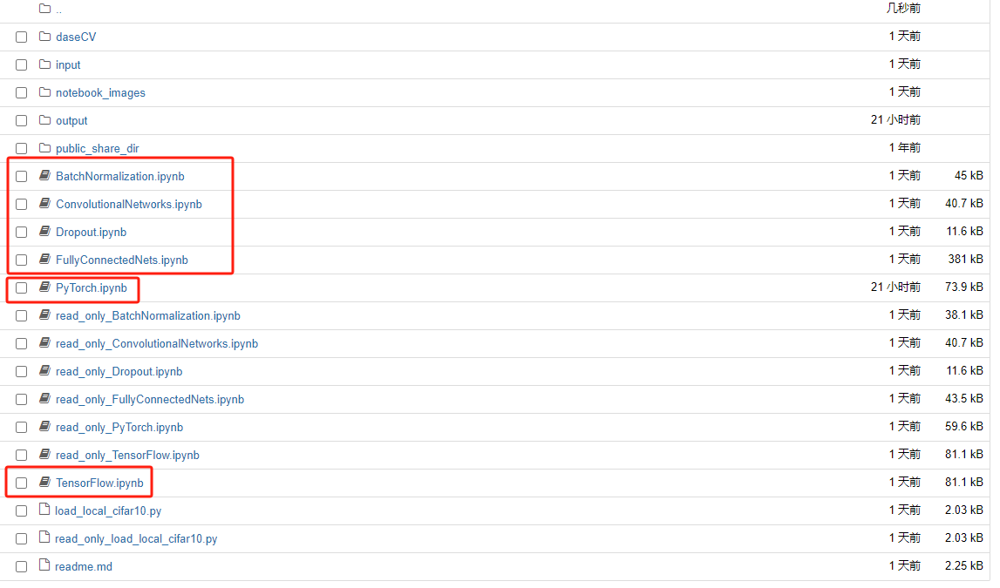 .. 几秒前
daseCV 1 天前
input 1 天前
notebook_images 1 天前
output 21 小时前
public_share_dir 1 年前
BatchNormalization.ipynb 1 天前 45 kB
ConvolutionalNetworks.ipynb 1 天前 40.7 kB
Dropout.ipynb 1 天前 11.6 kB
FullyConnectedNets.ipynb 1 天前 381 kB
PyTorch.ipynb 21 小时前 73.9 kB
read_only_BatchNormalization.ipynb 1 天前 38.1 kB
read_only_ConvolutionalNetworks.ipynb 1 天前 40.7 kB
read_only_Dropout.ipynb 1 天前 11.6 kB
read_only_FullyConnectedNets.ipynb 1 天前 43.5 kB
read_only_PyTorch.ipynb 1 天前 59.6 kB
read_only_TensorFlow.ipynb 1 天前 81.1 kB
TensorFlow.ipynb 1 天前 81.1 kB
load_local_cifar10.py 1 天前 2.03 kB
read_only_load_local_cifar10.py 1 天前 2.03 kB
readme.md 1 天前 2.25 kB